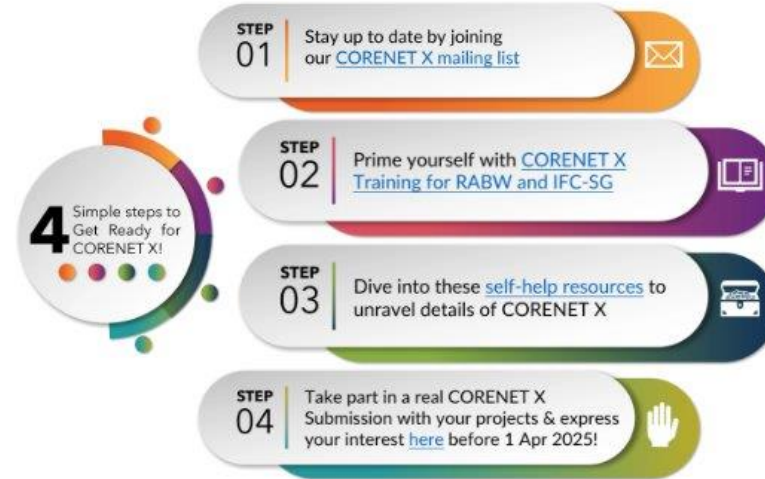 4
Simple steps to
Get Ready for
CORENET X!
STEP
01
Stay up to date by joining
our CORENET X mailing list
STEP
02
Prime yourself with CORENET X
Training for RABW and IFC-SG
STEP
03
Dive into these self-help resources to
unravel details of CORENET X
STEP
04
Take part in a real CORENET X
Submission with your projects & express
your interest here before 1 Apr 2025!